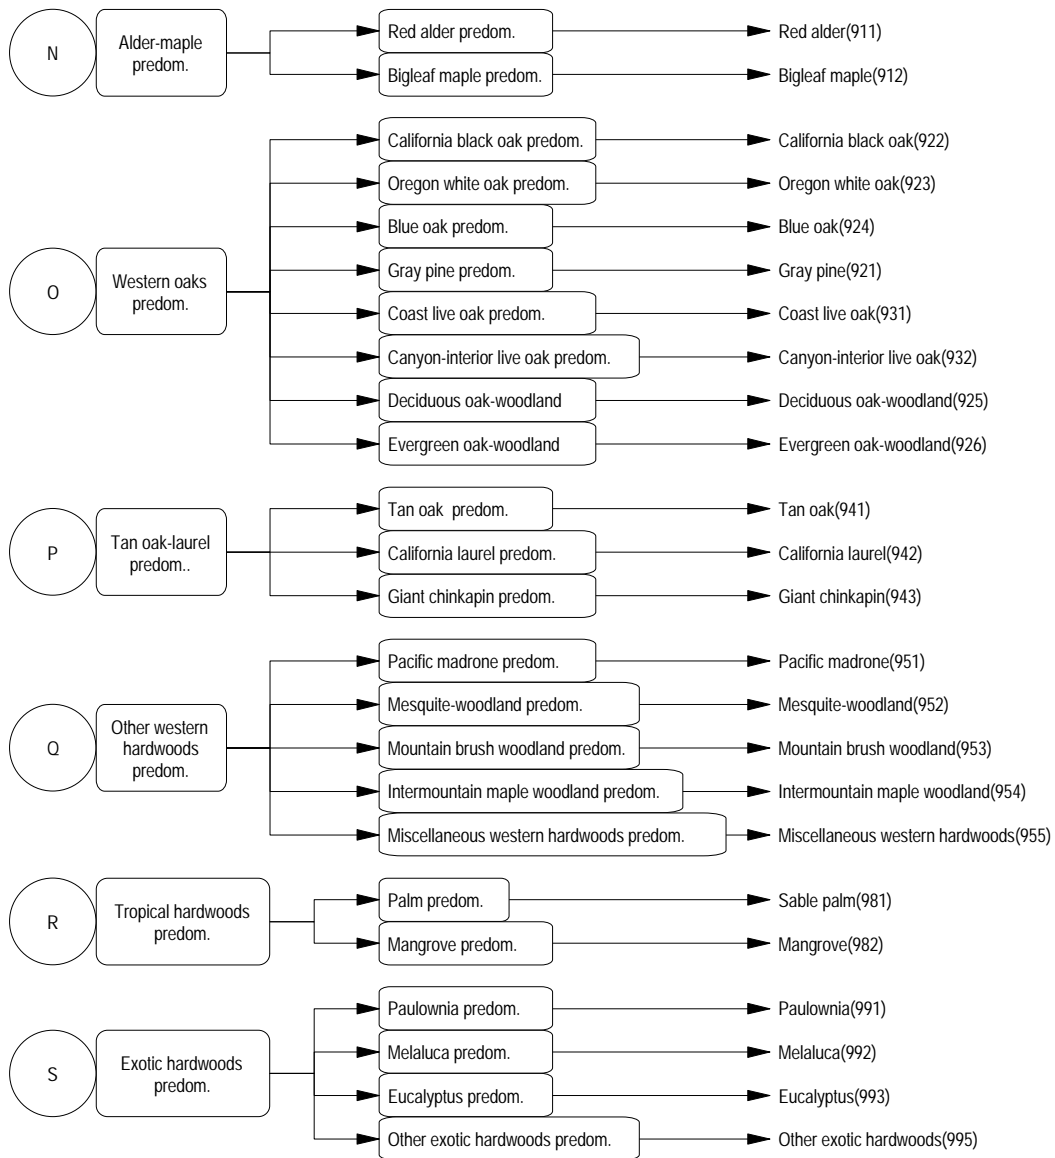 N
Alder-maple
predom.
Red alder predom.
Red alder(911)
Bigleaf maple predom.
Bigleaf maple(912)
O
Western oaks
predom.
California black oak predom.
California black oak(922)
Oregon white oak predom.
Oregon white oak(923)
Blue oak predom.
Blue oak(924)
Gray pine predom.
Gray pine(921)
Coast live oak predom.
Coast live oak(931)
Canyon-interior live oak predom.
Canyon-interior live oak(932)
Deciduous oak-woodland
Deciduous oak-woodland(925)
Evergreen oak-woodland
Evergreen oak-woodland(926)
P
Tan oak-laurel
predom..
Tan oak  predom.
Tan oak(941)
California laurel predom.
California laurel(942)
Giant chinkapin predom.
Giant chinkapin(943)
Q
Other western
hardwoods
predom.
Pacific madrone predom.
Pacific madrone(951)
Mesquite-woodland predom.
Mesquite-woodland(952)
Mountain brush woodland predom.
Mountain brush woodland(953)
Intermountain maple woodland predom.
Intermountain maple woodland(954)
Miscellaneous western hardwoods predom.
Miscellaneous western hardwoods(955)
R
Tropical hardwoods
predom.
Palm predom.
Sable palm(981)
Mangrove predom.
Mangrove(982)
S
Exotic hardwoods
predom.
Paulownia predom.
Paulownia(991)
Melaluca predom.
Melaluca(992)
Eucalyptus predom.
Eucalyptus(993)
Other exotic hardwoods predom.
Other exotic hardwoods(995)